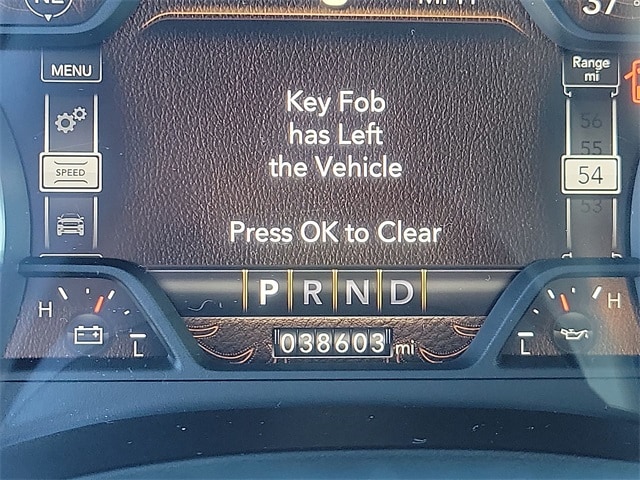 MENU
Range
mi
Key Fob
has Left
the Vehicle
56
55
SPEED
54
53
Press OK to Clear
P R N D
H
H
L
L
038603 mi